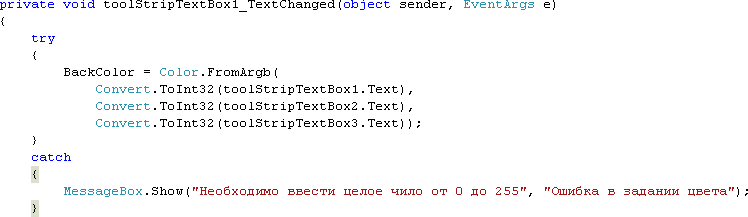 private void toolStripTextBox1_TextChanged(object sender, EventArgs e)
{
try
{
BackColor = Color.FromArgb(
Convert.ToInt32(toolStripTextBox1.Text),
Convert.ToInt32(toolStripTextBox2.Text),
Convert.ToInt32(toolStripTextBox3.Text));
}
catch
{
MessageBox.Show("Необходимо ввести целое чило от 0 до 255", "Ошибка в задании цвета");
}